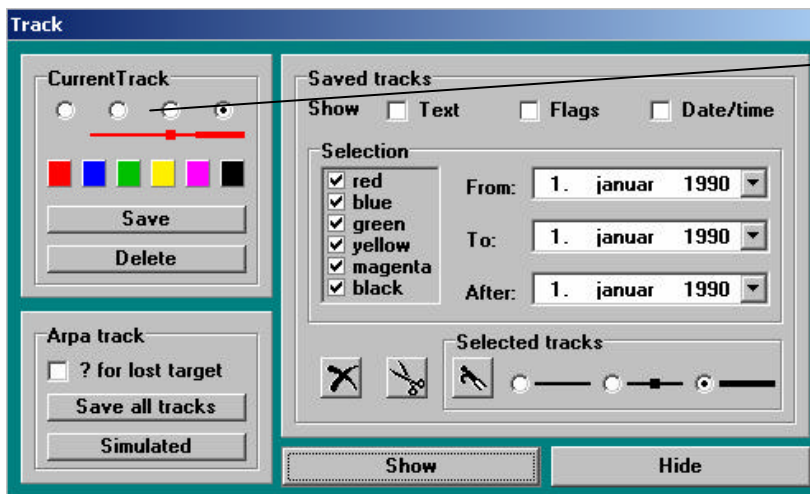 Track
CurrentTrack
Save
Delete
Arpa track
? for lost target
Save all tracks
Simulated
Saved tracks
Show Text Flags Date/time
Selection
red
blue
green
yellow
magenta
black
From: 1. januar 1990
To: 1. januar 1990
After: 1. januar 1990
Selected tracks
Show
Hide